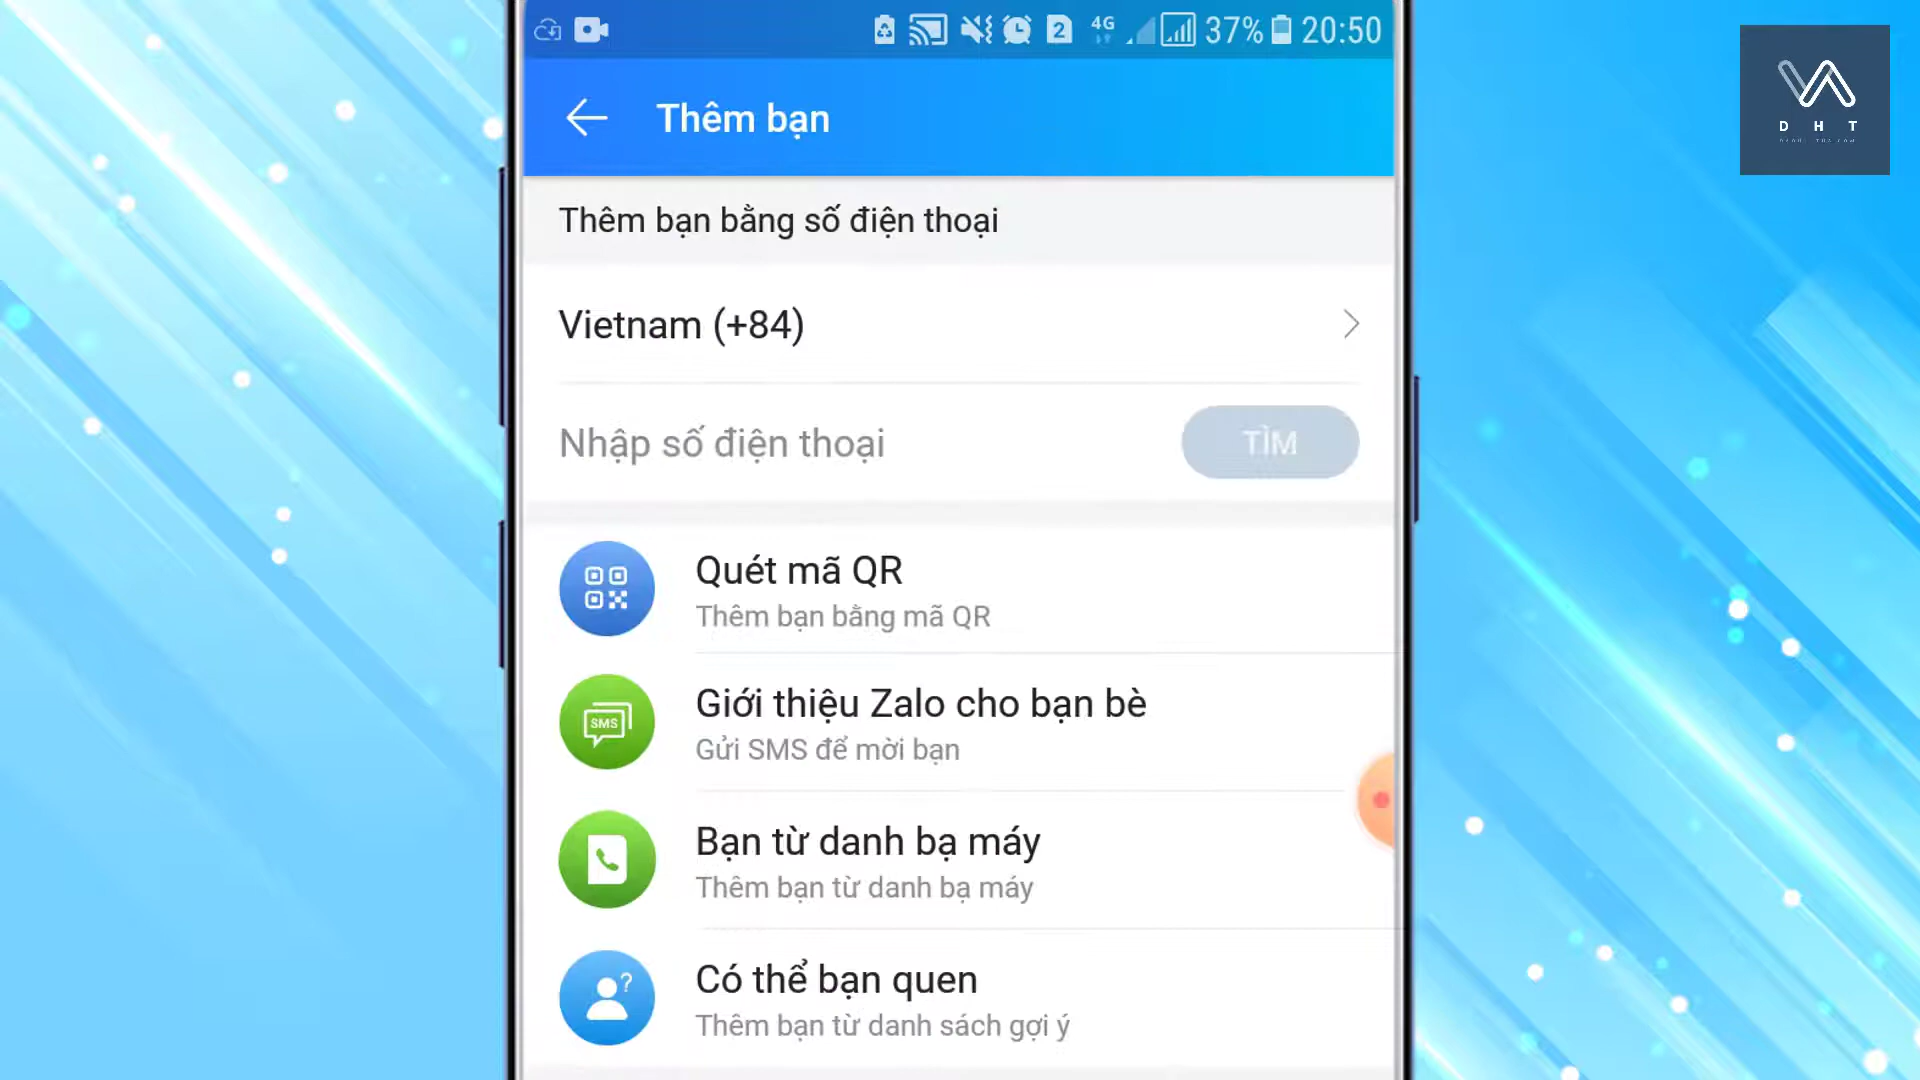 2 4G 37% 20:50
Thêm bạn
DHT
Thêm bạn bằng số điện thoại
Vietnam (+84)
Nhập số điện thoại
TÌM
Quét mã QR
Thêm bạn bằng mã QR
SMS
Giới thiệu Zalo cho bạn bè
Gửi SMS để mời bạn
Bạn từ danh bạ máy
Thêm bạn từ danh bạ máy
?
Có thể bạn quen
Thêm bạn từ danh sách gợi ý